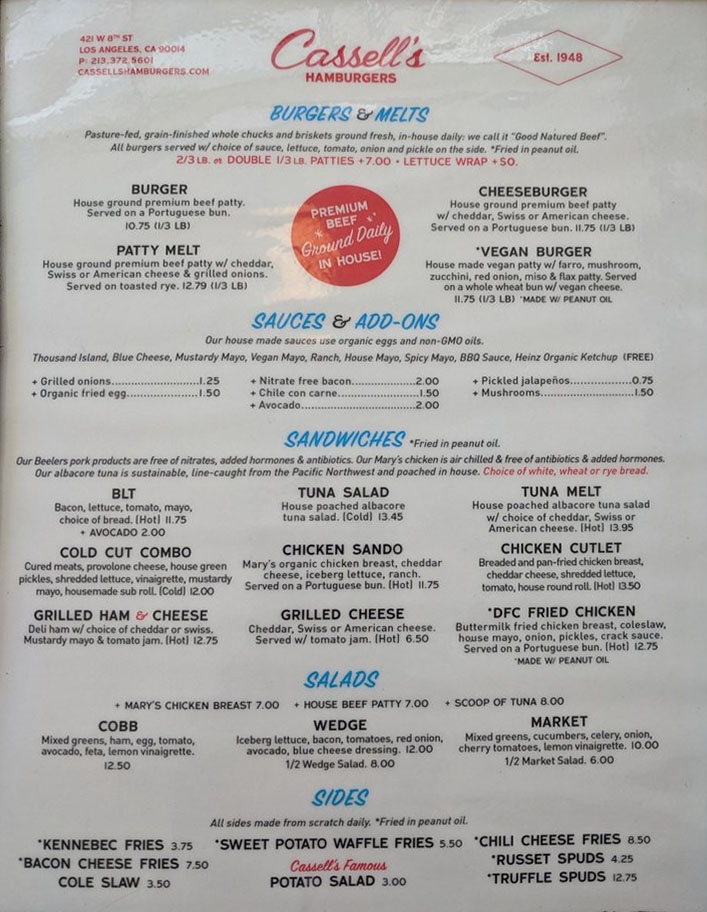 421 W 8TH ST
LOS ANGELES, CA 90014
P: 213.372.5601
CASSELLSHAMBURGERS.COM
Cassell's
HAMBURGERS
Est. 1948
BURGERS & MELTS
Pasture-fed, grain-finished whole chucks and briskets ground fresh, in-house daily: we call it "Good Natured Beef".
All burgers served w/ choice of sauce, lettuce, tomato, onion and pickle on the side. *Fried in peanut oil.
2/3 LB. or DOUBLE 1/3 LB. PATTIES +7.00 • LETTUCE WRAP +$0.
BURGER
House ground premium beef patty.
Served on a Portuguese bun.
10.75 (1/3 LB)
PREMIUM
BEEF
Ground Daily
IN HOUSE!
CHEESEBURGER
House ground premium beef patty
w/ cheddar, Swiss or American cheese.
Served on a Portuguese bun. 11.75 (1/3 LB)
PATTY MELT
House ground premium beef patty w/ cheddar,
Swiss or American cheese & grilled onions.
Served on toasted rye. 12.79 (1/3 LB)
*VEGAN BURGER
House made vegan patty w/ farro, mushroom,
zucchini, red onion, miso & flax patty. Served
on a whole wheat bun w/ vegan cheese.
11.75 (1/3 LB) *MADE W/ PEANUT OIL
SAUCES & ADD-ONS
Our house made sauces use organic eggs and non-GMO oils.
Thousand Island, Blue Cheese, Mustardy Mayo, Vegan Mayo, Ranch, House Mayo, Spicy Mayo, BBQ Sauce, Heinz Organic Ketchup (FREE)
+ Grilled onions......................1.25
+ Organic fried egg..................1.50
+ Nitrate free bacon...............2.00
+ Chile con carne....................1.50
+ Avocado..............................2.00
+ Pickled jalapeños................0.75
+ Mushrooms........................1.50
SANDWICHES *Fried in peanut oil.
Our Beelers pork products are free of nitrates, added hormones & antibiotics. Our Mary's chicken is air chilled & free of antibiotics & added hormones.
Our albacore tuna is sustainable, line-caught from the Pacific Northwest and poached in house. Choice of white, wheat or rye bread.
BLT
Bacon, lettuce, tomato, mayo,
choice of bread. (Hot) 11.75
+ AVOCADO 2.00
TUNA SALAD
House poached albacore
tuna salad. (Cold) 13.45
TUNA MELT
House poached albacore tuna salad
w/ choice of cheddar, Swiss or
American cheese. (Hot) 13.95
COLD CUT COMBO
Cured meats, provolone cheese, house green
pickles, shredded lettuce, vinaigrette, mustardy
mayo, housemade sub roll. (Cold) 12.00
CHICKEN SANDO
Mary's organic chicken breast, cheddar
cheese, iceberg lettuce, ranch.
Served on a Portuguese bun. (Hot) 11.75
CHICKEN CUTLET
Breaded and pan-fried chicken breast,
cheddar cheese, shredded lettuce,
tomato, house round roll. (Hot) 13.50
GRILLED HAM & CHEESE
Deli ham w/ choice of cheddar or swiss.
Mustardy mayo & tomato jam. (Hot) 12.75
GRILLED CHEESE
Cheddar, Swiss or American cheese.
Served w/ tomato jam. (Hot) 6.50
*DFC FRIED CHICKEN
Buttermilk fried chicken breast, coleslaw,
house mayo, onion, pickles, crack sauce.
Served on a Portuguese bun. (Hot) 12.75
*MADE W/ PEANUT OIL
SALADS
+ MARY'S CHICKEN BREAST 7.00 + HOUSE BEEF PATTY 7.00 + SCOOP OF TUNA 8.00
COBB
Mixed greens, ham, egg, tomato,
avocado, feta, lemon vinaigrette.
12.50
WEDGE
Iceberg lettuce, bacon, tomatoes, red onion,
avocado, blue cheese dressing. 12.00
1/2 Wedge Salad. 8.00
MARKET
Mixed greens, cucumbers, celery, onion,
cherry tomatoes, lemon vinaigrette. 10.00
1/2 Market Salad. 6.00
SIDES
All sides made from scratch daily. *Fried in peanut oil.
*KENNEBEC FRIES 3.75
*BACON CHEESE FRIES 7.50
COLE SLAW 3.50
*SWEET POTATO WAFFLE FRIES 5.50
Cassell's Famous
POTATO SALAD 3.00
*CHILI CHEESE FRIES 8.50
*RUSSET SPUDS 4.25
*TRUFFLE SPUDS 12.75